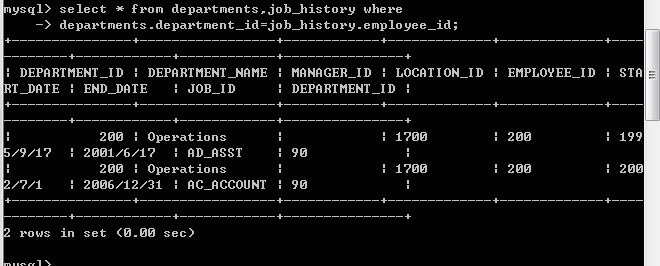 mysql> select * from departments,job_history where
    -> departments.department_id=job_history.employee_id;
+---------------+-----------------+------------+-------------+-------------+----
---------+------------+------------+---------------+
| DEPARTMENT_ID | DEPARTMENT_NAME | MANAGER_ID | LOCATION_ID | EMPLOYEE_ID | STA
RT_DATE | END_DATE   | JOB_ID     | DEPARTMENT_ID |
+---------------+-----------------+------------+-------------+-------------+----
---------+------------+------------+---------------+
|           200 | Operations      |            | 1700        | 200         | 199
5/9/17  | 2001/6/17  | AD_ASST    | 90            |
|           200 | Operations      |            | 1700        | 200         | 200
2/7/1   | 2006/12/31 | AC_ACCOUNT | 90            |
+---------------+-----------------+------------+-------------+-------------+----
---------+------------+------------+---------------+
2 rows in set (0.00 sec)
mysql>